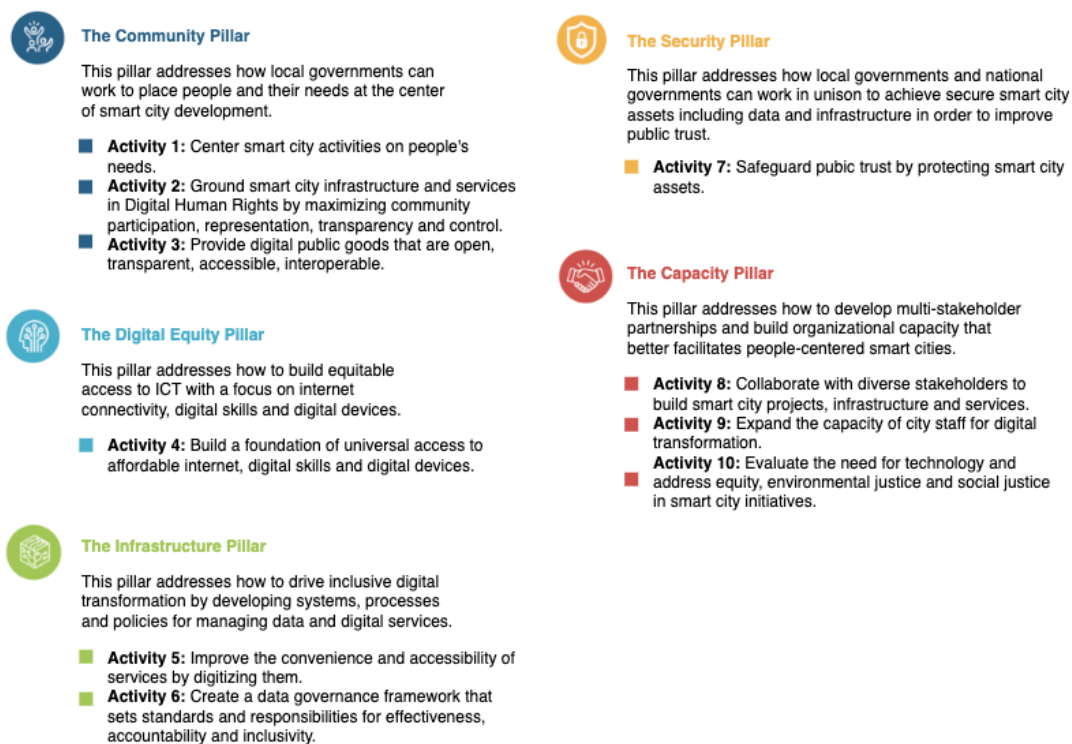 The Community Pillar
This pillar addresses how local governments can
work to place people and their needs at the center
of smart city development.
Activity 1: Center smart city activities on people's
needs.
Activity 2: Ground smart city infrastructure and services
in Digital Human Rights by maximizing community
participation, representation, transparency and control.
Activity 3: Provide digital public goods that are open,
transparent, accessible, interoperable.
The Digital Equity Pillar
This pillar addresses how to build equitable
access to ICT with a focus on internet
connectivity, digital skills and digital devices.
Activity 4: Build a foundation of universal access to
affordable internet, digital skills and digital devices.
The Infrastructure Pillar
This pillar addresses how to drive inclusive digital
transformation by developing systems, processes
and policies for managing data and digital services.
Activity 5: Improve the convenience and accessibility of
services by digitizing them.
Activity 6: Create a data governance framework that
sets standards and responsibilities for effectiveness,
accountability and inclusivity.
The Security Pillar
This pillar addresses how local governments and national
governments can work in unison to achieve secure smart city
assets including data and infrastructure in order to improve
public trust.
Activity 7: Safeguard pubic trust by protecting smart city
assets.
The Capacity Pillar
This pillar addresses how to develop multi-stakeholder
partnerships and build organizational capacity that
better facilitates people-centered smart cities.
Activity 8: Collaborate with diverse stakeholders to
build smart city projects, infrastructure and services.
Activity 9: Expand the capacity of city staff for digital
transformation.
Activity 10: Evaluate the need for technology and
address equity, environmental justice and social justice
in smart city initiatives.